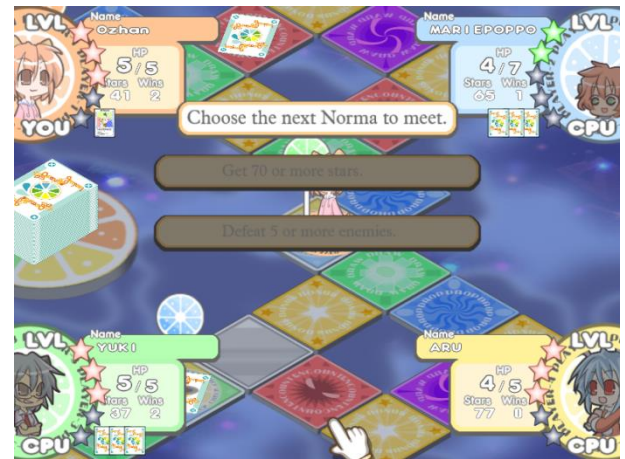 LVL
Name
Ozhan
HP
5/5
Stars Wins
41 2
YOU
Name
MARIEPOPPO
LVL
HP
4/7
Stars Wins
65 1
CPU
Choose the next Norma to meet.
Get 70 or more stars.
Defeat 5 or more enemies.
LVL
Name
YUKI
HP
5/5
Stars Wins
37 2
CPU
Name
ARU
LVL
HP
4/5
Stars Wins
77 0
CPU